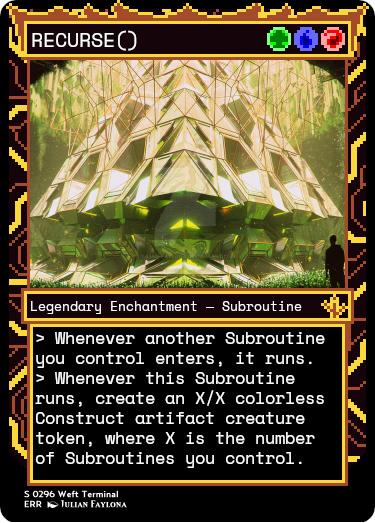 RECURSE()
Legendary Enchantment — Subroutine
> Whenever another Subroutine
you control enters, it runs.
> Whenever this Subroutine
runs, create an X/X colorless
Construct artifact creature
token, where X is the number
of Subroutines you control.
S 0296 Weft Terminal
ERR JULIAN FAYLONA